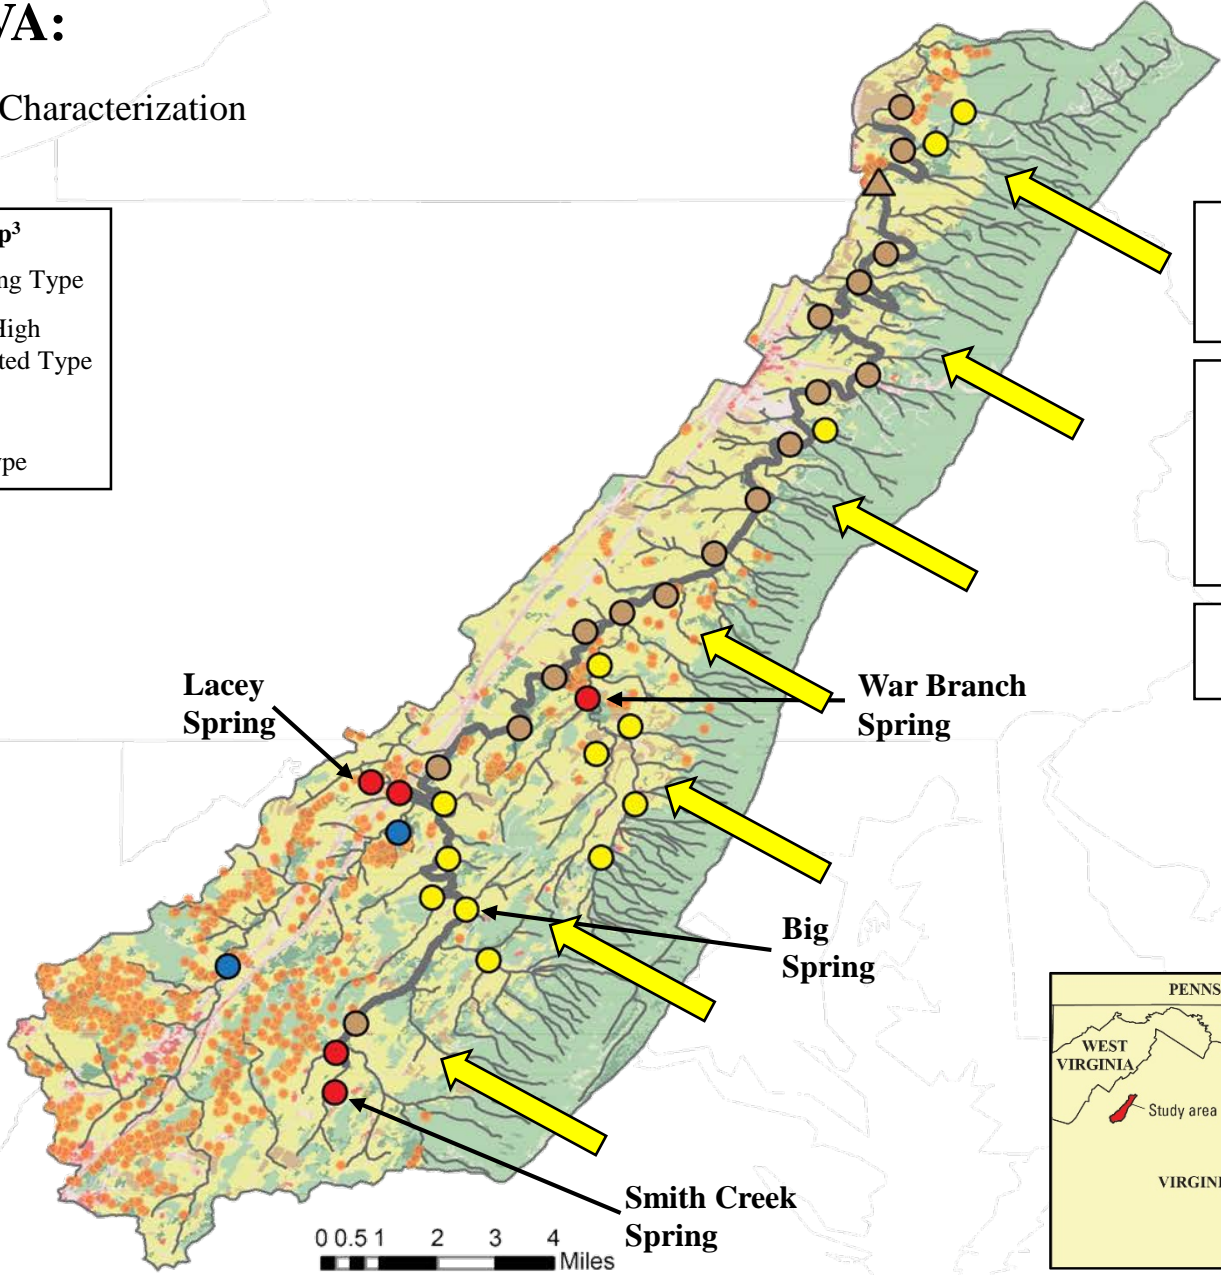 VA:
Characterization
p³
ng Type
High
ted Type
ype
Lacey
Spring
War Branch
Spring
Big
Spring
Smith Creek
Spring
0 0.5 1 2 3 4
Miles
PENNS
WEST
VIRGINIA
Study area
VIRGINI